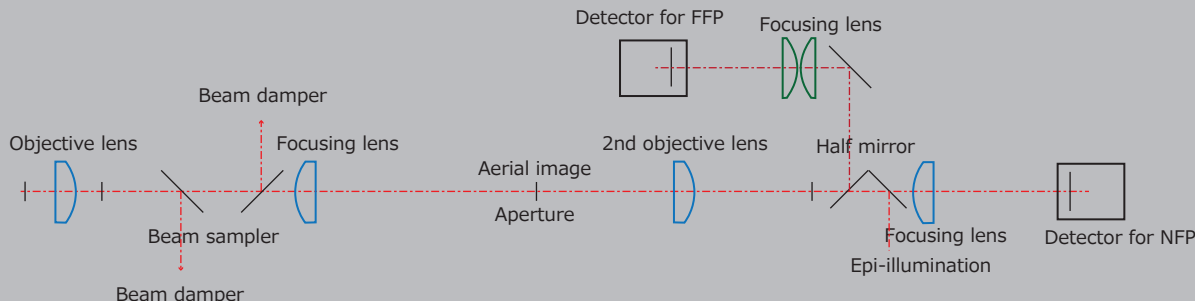 Detector for FFP
Focusing lens
Beam damper
Objective lens
Focusing lens
2nd objective lens
Half mirror
Aerial image
Aperture
Beam sampler
Focusing lens
Detector for NFP
Epi-illumination
Beam damper